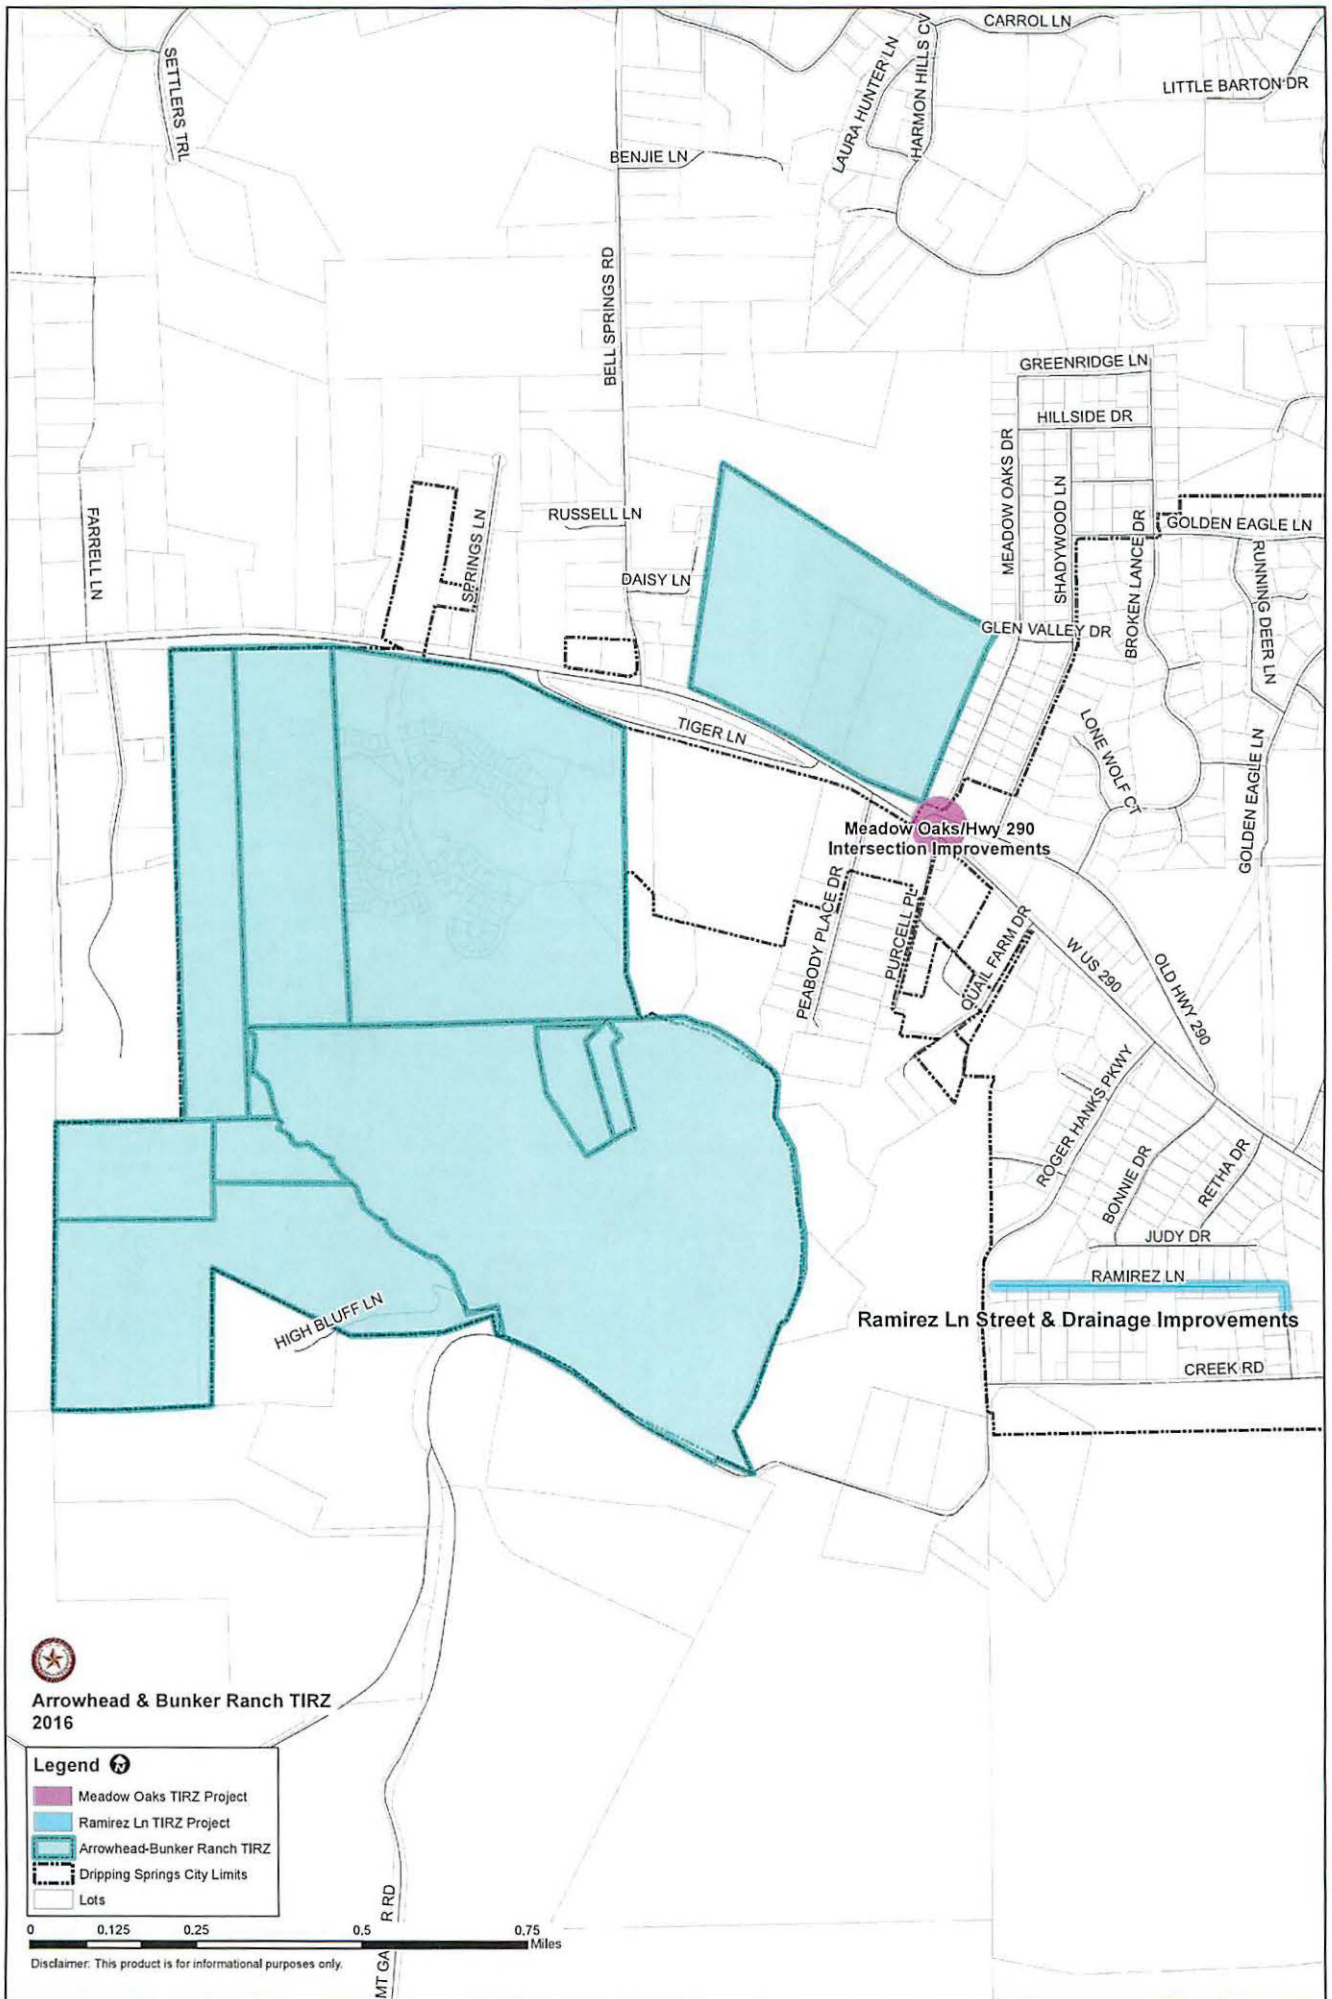 CARROL LN
SETTLERS TRL
LAURA HUNTER LN
HARMON HILLS CV
LITTLE BARTON DR
BENJIE LN
BELL SPRINGS RD
GREENRIDGE LN
HILLSIDE DR
MEADOW OAKS DR
SHADYWOOD LN
FARRELL LN
SPRINGS LN
RUSSELL LN
GOLDEN EAGLE LN
BROKEN LANCE DR
RUNNING DEER LN
DAISY LN
GLEN VALLEY DR
TIGER LN
LONE WOLF CT
GOLDEN EAGLE LN
Meadow Oaks/Hwy 290
Intersection Improvements
PEABODY PLACE DR
PURCELL PL
QUAIL FARM DR
W US 290
OLD HWY 290
ROGER HANKS PKWY
BONNIE DR
RETHA DR
JUDY DR
RAMIREZ LN
Ramirez Ln Street & Drainage Improvements
HIGH BLUFF LN
CREEK RD
Arrowhead & Bunker Ranch TIRZ
2016
Legend N
Meadow Oaks TIRZ Project
Ramirez Ln TIRZ Project
Arrowhead-Bunker Ranch TIRZ
Dripping Springs City Limits
Lots
0 0.125 0.25 0.5 0.75
Miles
Disclaimer: This product is for informational purposes only.
MT GA R RD